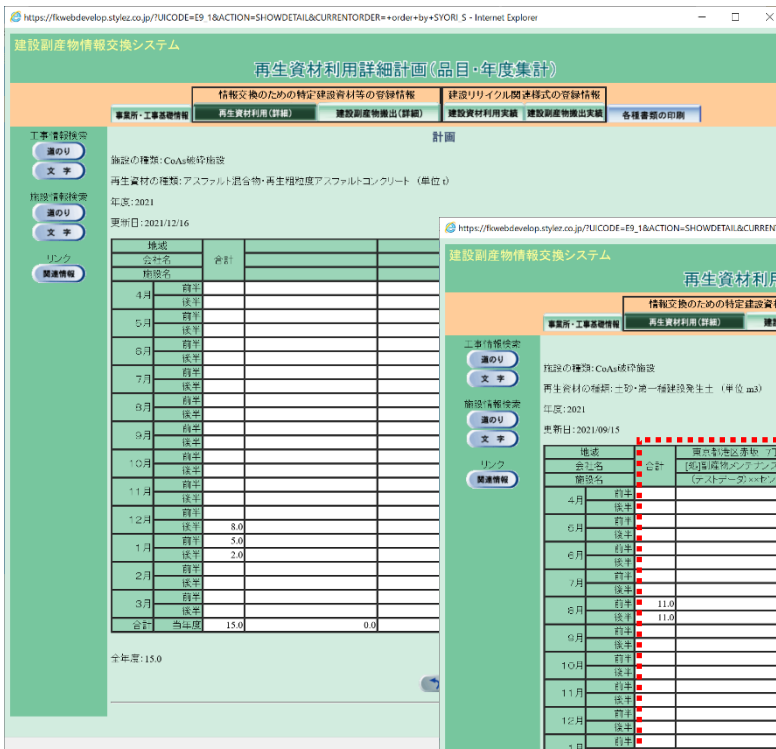 https://fkwebdevelop.stylez.co.jp/?UICODE=E9_1&ACTION=SHOWDETAIL&CURRENTORDER=+order+by+SYORI_S - Internet Explorer
建設副産物情報交換システム
再生資材利用詳細計画(品目・年度集計)
情報交換のための特定建設資材等の登録情報
建設リサイクル関連様式の登録情報
事業所・工事基礎情報
再生資材利用(詳細)
建設副産物搬出(詳細)
建設資材利用実績
建設副産物搬出実績
各種書類の印刷
計画
工事情報検索
道のり
文 字
施設情報検索
道のり
文 字
リンク
関連情報
施設の種類:CoAs破砕施設
再生資材の種類:アスファルト混合物・再生粗粒度アスファルトコンクリート (単位 t)
年度:2021
更新日:2021/12/16
地域
会社名 合計
施設名
4月 前半
後半
5月 前半
後半
6月 前半
後半
7月 前半
後半
8月 前半
後半
9月 前半
後半
10月 前半
後半
11月 前半
後半
12月 前半
後半 8.0
1月 前半 5.0
後半 2.0
2月 前半
後半
3月 前半
後半
合計 当年度 15.0 0.0
全年度:15.0
https://fkwebdevelop.stylez.co.jp/?UICODE=E9_1&ACTION=SHOWDETAIL&CURREN
建設副産物情報交換システム
再生資材利用
情報交換のための特定建設資
事業所・工事基礎情報
再生資材利用(詳細)
建設
工事情報検索
道のり
文 字
施設情報検索
道のり
文 字
リンク
関連情報
施設の種類:CoAs破砕施設
再生資材の種類:土砂・第一種建設発生土 (単位 m3)
年度:2021
更新日:2021/09/15
地域 東京都港区赤坂 7丁
会社名 合計 [紙]副産物メンテナンス
施設名 (テストデータ)××セン
4月 前半
後半
5月 前半
後半
6月 前半
後半
7月 前半
後半
8月 前半 11.0
後半 11.0
9月 前半
後半
10月 前半
後半
11月 前半
後半
12月 前半
後半
1月 前半